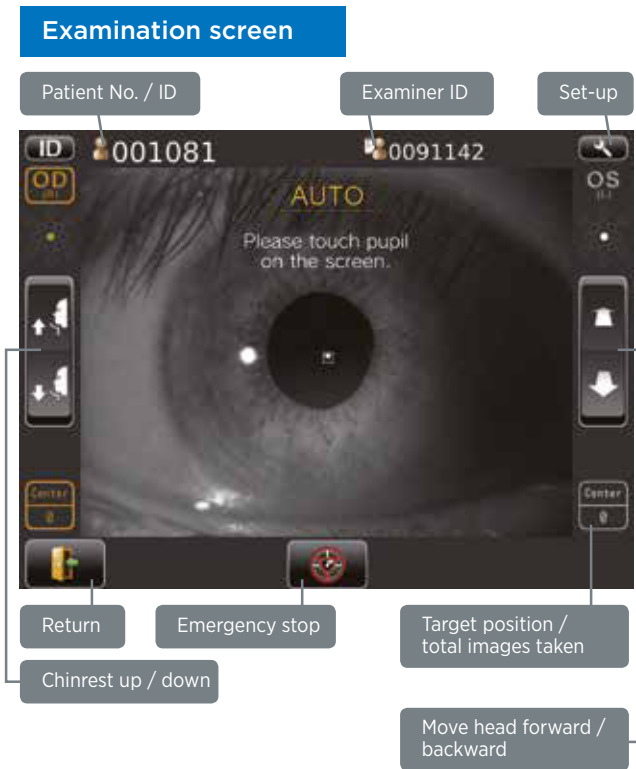 Examination screen
Patient No. / ID
Examiner ID
Set-up
ID 001081 0091142
OD
OS
AUTO
Please touch pupil
on the screen.
Center
0
Center
0
Return
Emergency stop
Target position /
total images taken
Chinrest up / down
Move head forward /
backward